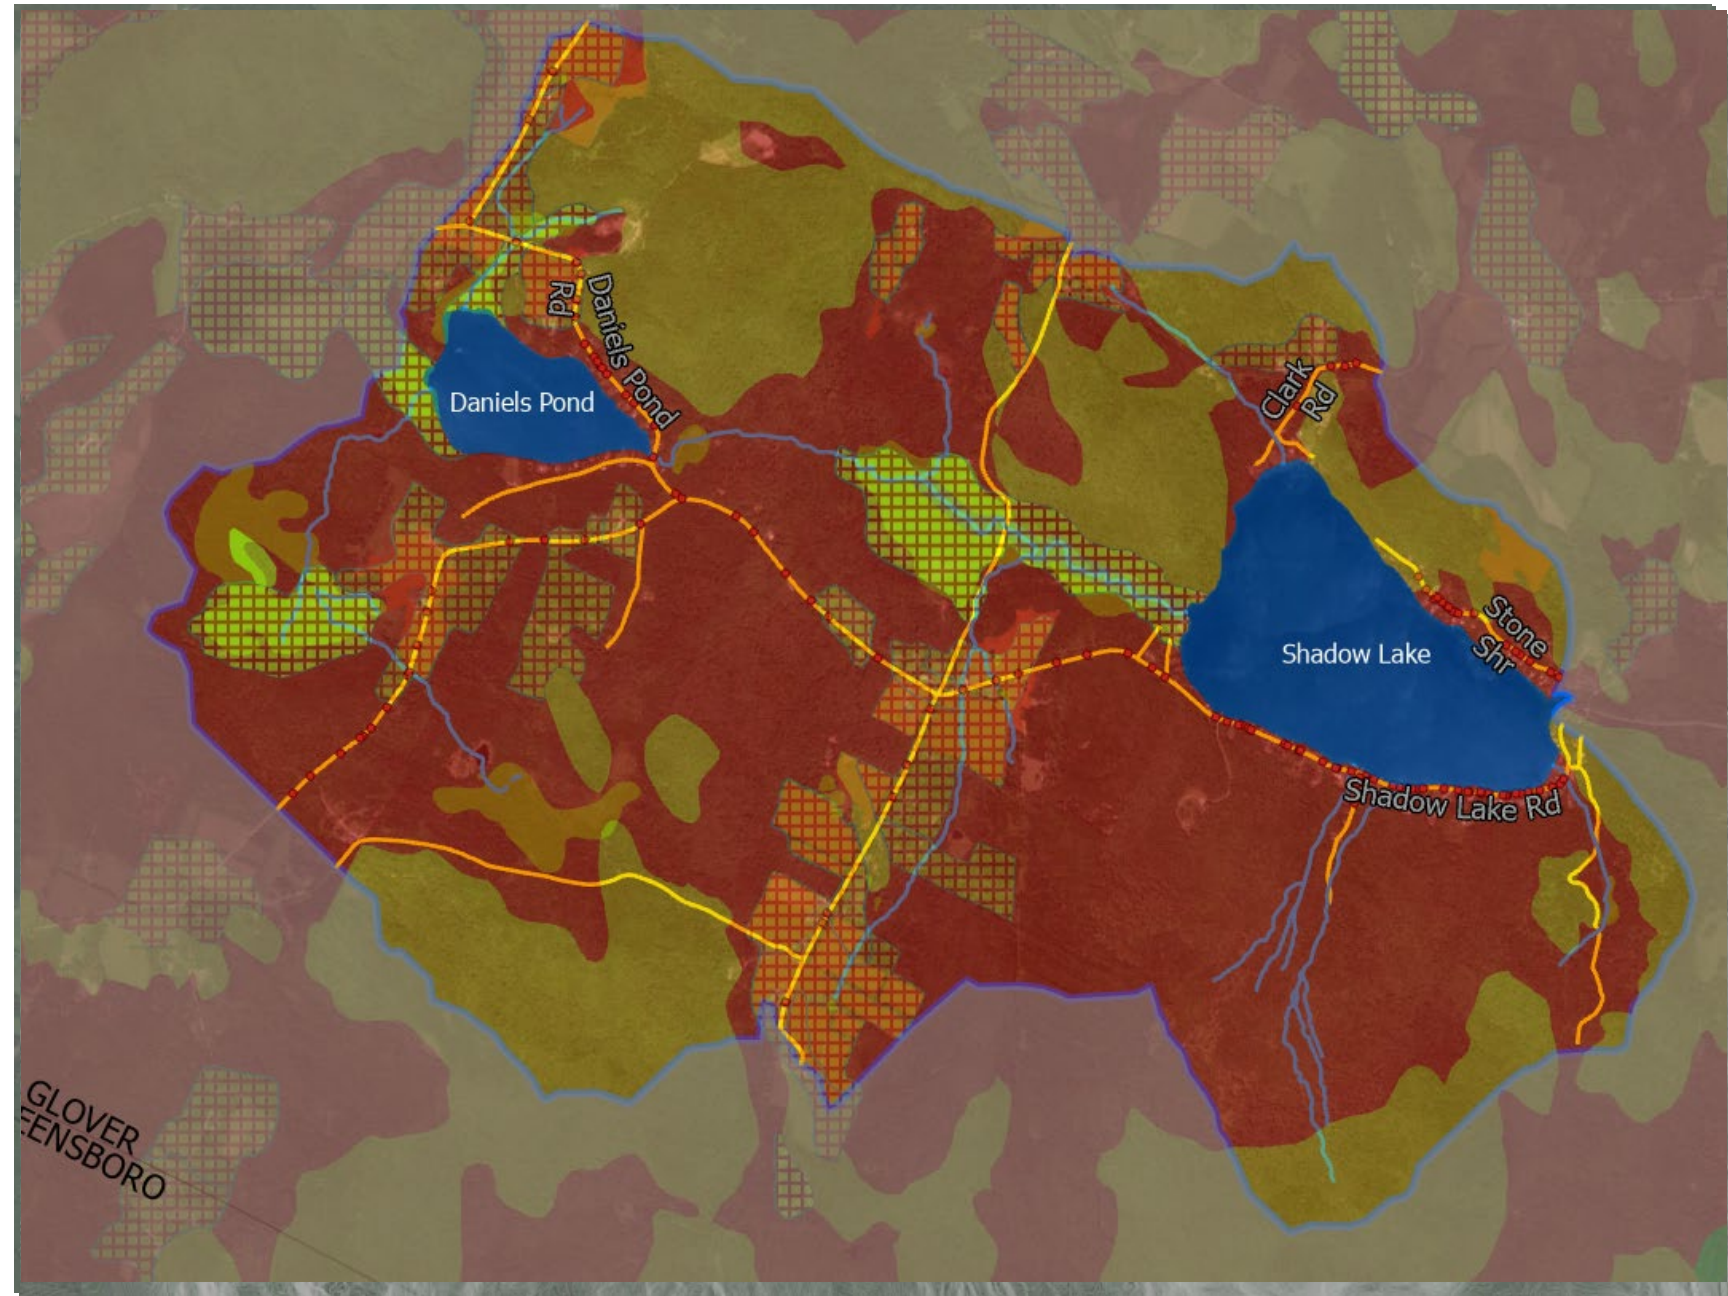 Daniels Pond
Rd
Daniels Pond
Clark
Rd
Stone
Shr
Shadow Lake
Shadow Lake Rd
GLOVER
EENSBORO